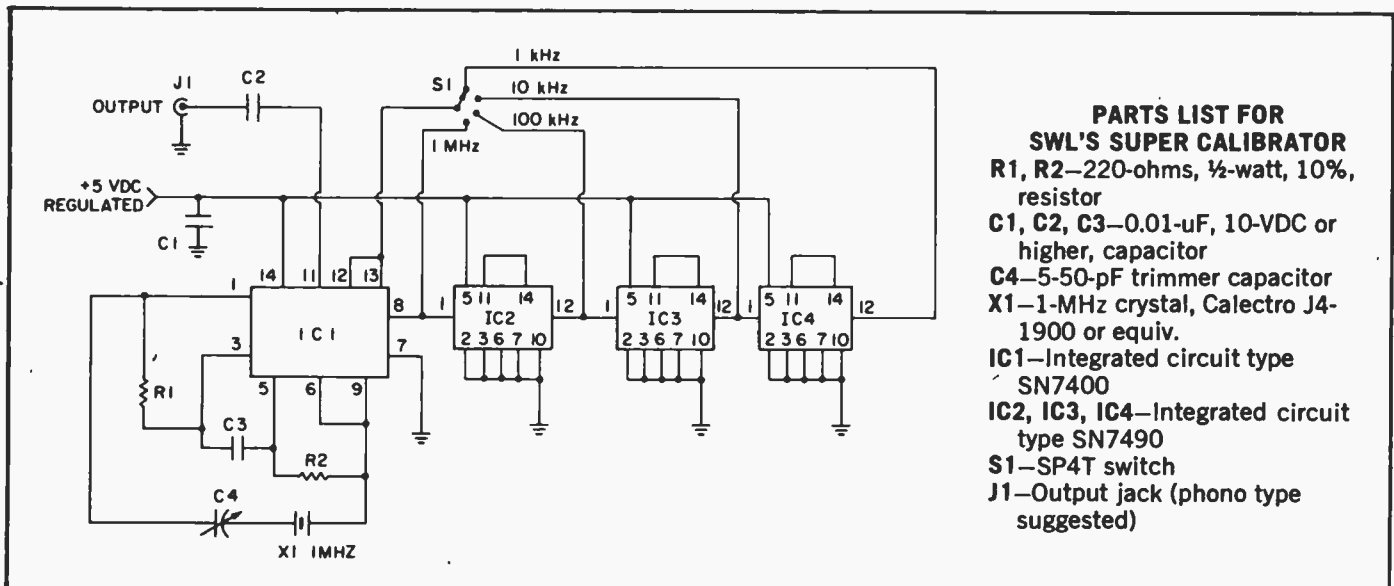 1 kHz
S1
10 kHz
100 kHz
1 MHz
J1
C2
OUTPUT
+5 VDC
REGULATED
C1
1
14
11
12
13
8
IC1
3
7
5
6
9
R1
C3
R2
C4
X1 1MHZ
1
5
11
14
12
IC2
2 3 6 7 10
1
5
11
14
12
IC3
2 3 6 7 10
1
5
11
14
12
IC4
2 3 6 7 10
PARTS LIST FOR
SWL'S SUPER CALIBRATOR
R1, R2—220-ohms, ½-watt, 10%,
resistor
C1, C2, C3—0.01-uF, 10-VDC or
higher, capacitor
C4—5-50-pF trimmer capacitor
X1—1-MHz crystal, Calectro J4-
1900 or equiv.
IC1—Integrated circuit type
SN7400
IC2, IC3, IC4—Integrated circuit
type SN7490
S1—SP4T switch
J1—Output jack (phono type
suggested)